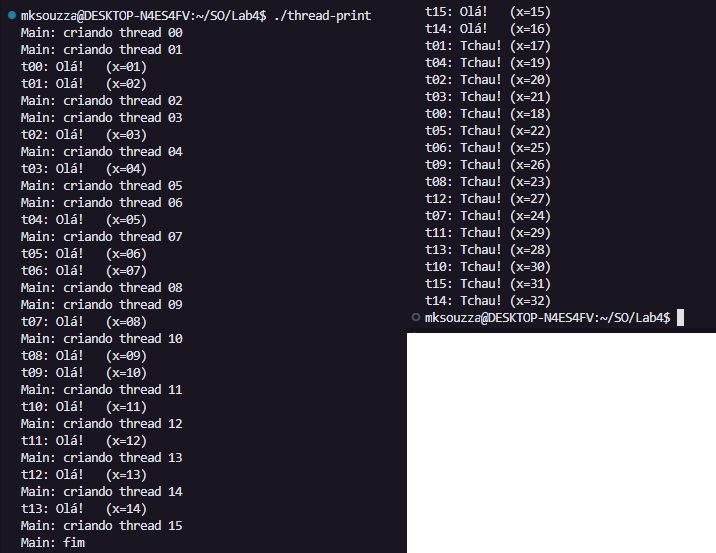 mksouzza@DESKTOP-N4ES4FV:~/SO/Lab4$ ./thread-print
Main: criando thread 00
Main: criando thread 01
t00: Olá!   (x=01)
t01: Olá!   (x=02)
Main: criando thread 02
Main: criando thread 03
t02: Olá!   (x=03)
Main: criando thread 04
t03: Olá!   (x=04)
Main: criando thread 05
Main: criando thread 06
t04: Olá!   (x=05)
Main: criando thread 07
t05: Olá!   (x=06)
t06: Olá!   (x=07)
Main: criando thread 08
Main: criando thread 09
t07: Olá!   (x=08)
Main: criando thread 10
t08: Olá!   (x=09)
t09: Olá!   (x=10)
Main: criando thread 11
t10: Olá!   (x=11)
Main: criando thread 12
t11: Olá!   (x=12)
Main: criando thread 13
t12: Olá!   (x=13)
Main: criando thread 14
t13: Olá!   (x=14)
Main: criando thread 15
Main: fim
t15: Olá!   (x=15)
t14: Olá!   (x=16)
t01: Tchau! (x=17)
t04: Tchau! (x=19)
t02: Tchau! (x=20)
t03: Tchau! (x=21)
t00: Tchau! (x=18)
t05: Tchau! (x=22)
t06: Tchau! (x=25)
t09: Tchau! (x=26)
t08: Tchau! (x=23)
t12: Tchau! (x=27)
t07: Tchau! (x=24)
t11: Tchau! (x=29)
t13: Tchau! (x=28)
t10: Tchau! (x=30)
t15: Tchau! (x=31)
t14: Tchau! (x=32)
mksouzza@DESKTOP-N4ES4FV:~/SO/Lab4$